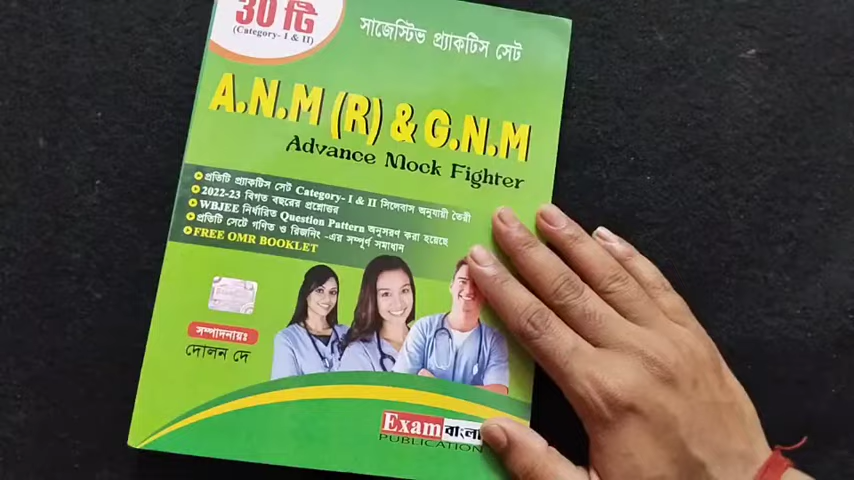 30 টি
(Category- I & II)
সাজেস্টিভ প্র্যাকটিস সেট
A.N.M (R) & G.N.M
Advance Mock Fighter
প্রতিটি প্র্যাকটিস সেট Category- I & II সিলেবাস অনুযায়ী তৈরী
2022-23 বিগত বছরের প্রশ্নোত্তর
WBJEE নির্ধারিত Question Pattern অনুসরণ করা হয়েছে
প্রতিটি সেটে গণিত ও রিজনিং -এর সম্পূর্ণ সমাধান
FREE OMR BOOKLET
সম্পাদনায়ঃ
দোলন দে
Exam বাংলা
PUBLICATION